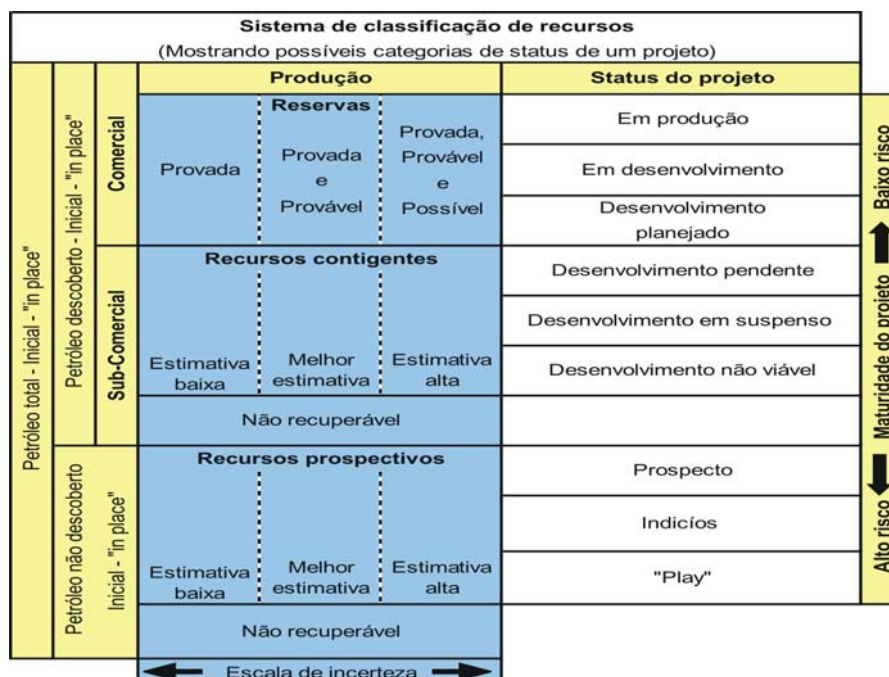 Sistema de classificação de recursos
(Mostrando possíveis categorias de status de um projeto)
Produção
Status do projeto
Petróleo total - Inicial - "in place"
Petróleo descoberto - Inicial - "in place"
Comercial
Reservas
Provada
Provada
e
Provável
Provada,
Provável
e
Possível
Em produção
Em desenvolvimento
Desenvolvimento
planejado
Sub-Comercial
Recursos contigentes
Estimativa
baixa
Melhor
estimativa
Estimativa
alta
Não recuperável
Desenvolvimento pendente
Desenvolvimento em suspenso
Desenvolvimento não viável
Petróleo não descoberto
Inicial - "in place"
Recursos prospectivos
Estimativa
baixa
Melhor
estimativa
Estimativa
alta
Não recuperável
Prospecto
Indicíos
"Play"
Baixo risco
Maturidade do projeto
Alto risco
Escala de incerteza